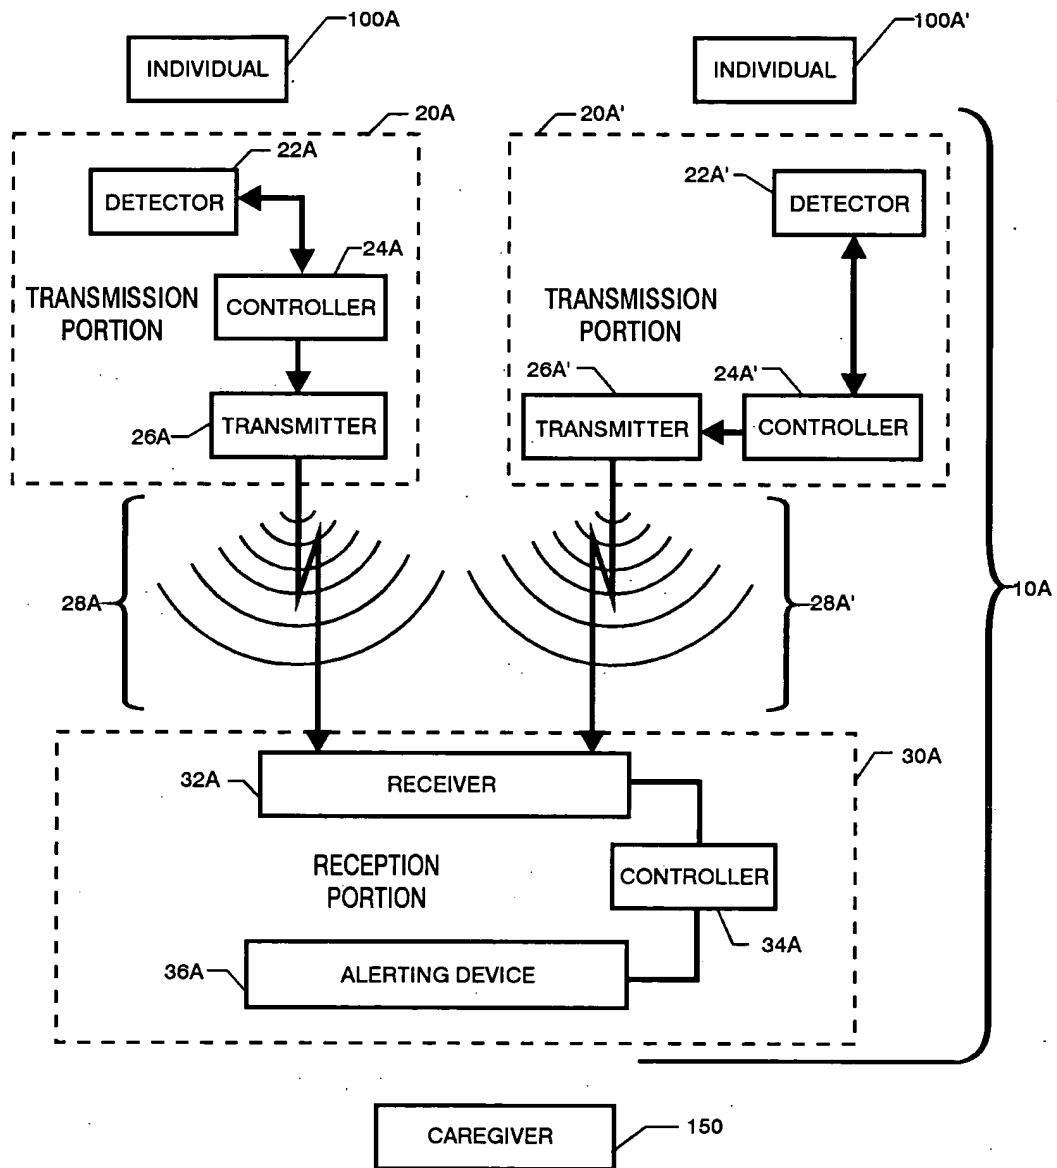 100A
100A'
INDIVIDUAL
INDIVIDUAL
20A
20A'
22A
22A'
DETECTOR
DETECTOR
24A
TRANSMISSION
PORTION
CONTROLLER
TRANSMISSION
PORTION
26A'
24A'
26A
TRANSMITTER
TRANSMITTER
CONTROLLER
28A
28A'
10A
30A
32A
RECEIVER
RECEPTION
PORTION
CONTROLLER
34A
36A
ALERTING DEVICE
CAREGIVER
150